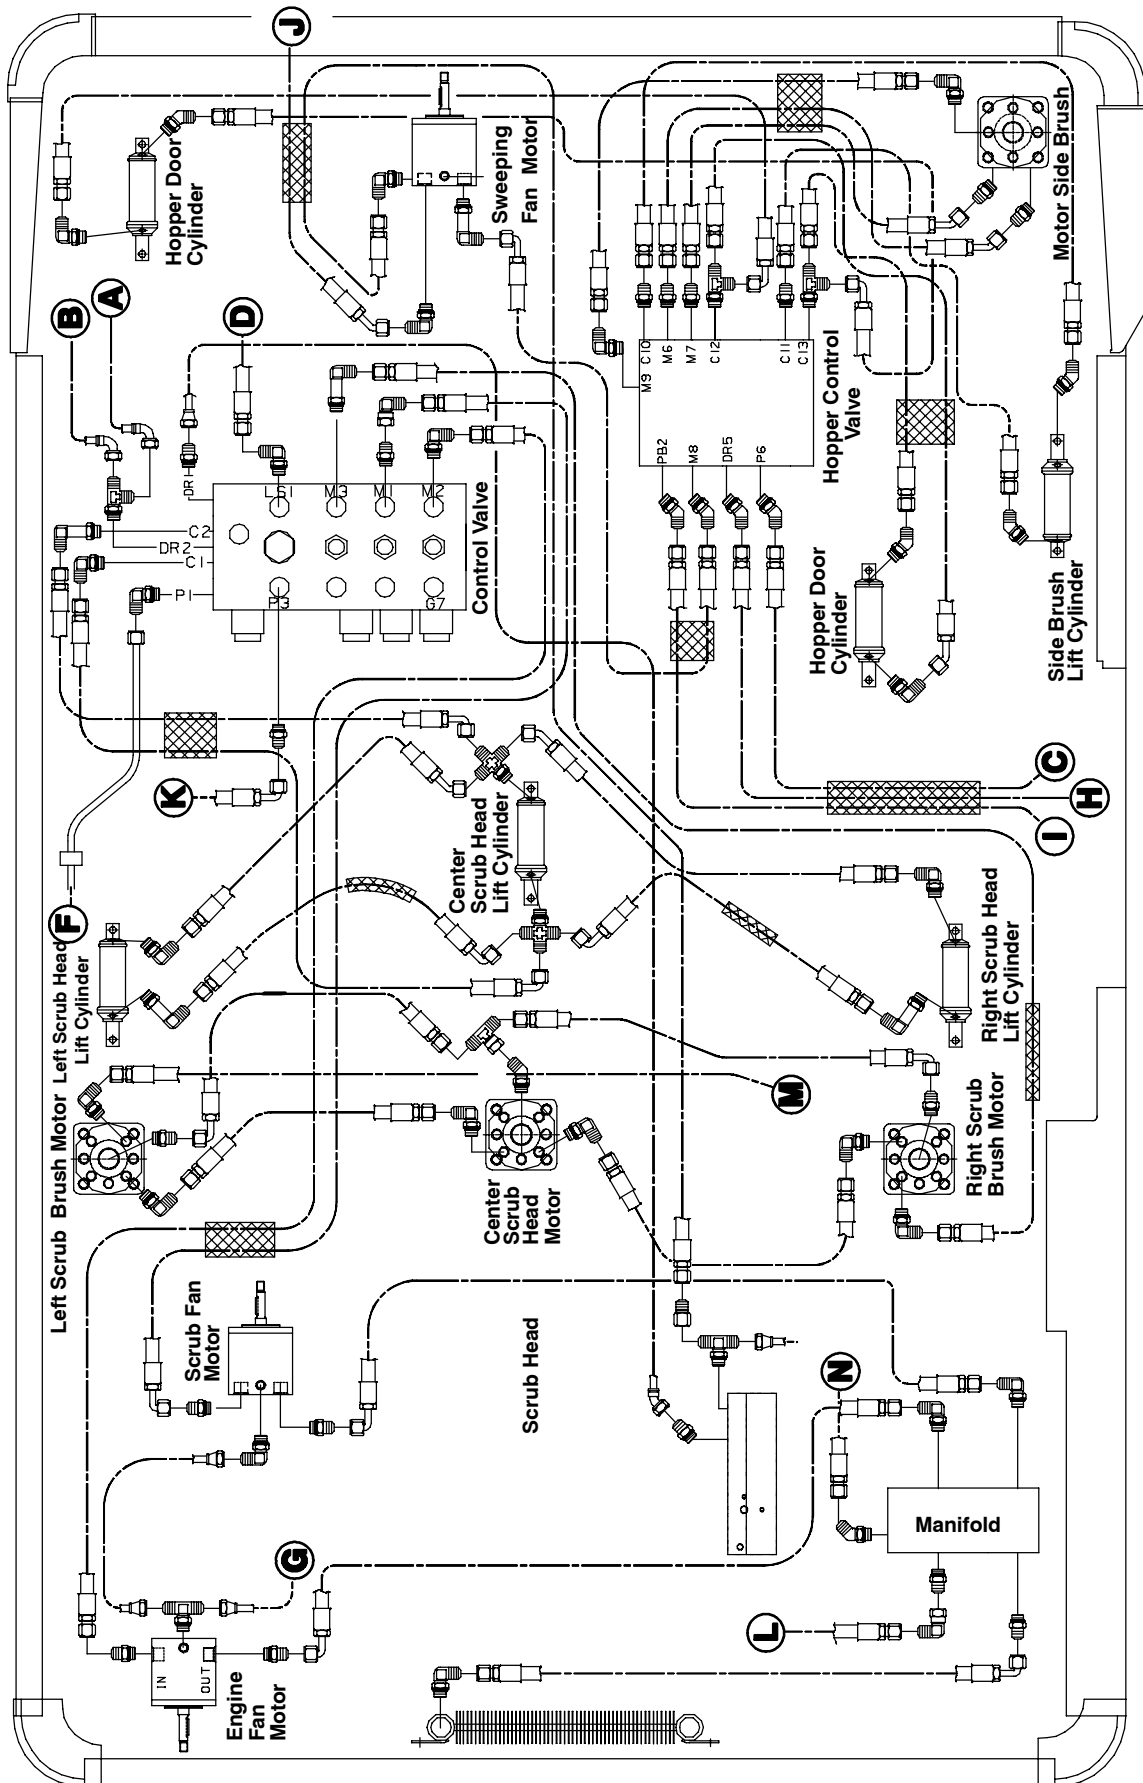 J
Hopper Door
Cylinder
Sweeping
Fan Motor
Motor Side Brush
B
A
D
DR1
C2
DR2
C1
P1
LS1
M3
M1
M2
P3
G7
Control Valve
M9
C10
M6
M7
C12
C11
C13
PB2
M8
DR5
P6
Hopper Control
Valve
Hopper Door
Cylinder
Side Brush
Lift Cylinder
K
F
C
H
I
Center
Scrub Head
Lift Cylinder
Left Scrub Head
Lift Cylinder
Right Scrub Head
Lift Cylinder
Left Scrub Brush Motor
M
Center
Scrub
Head
Motor
Right Scrub
Brush Motor
Scrub Fan
Motor
Scrub Head
N
Manifold
G
L
IN
OUT
Engine
Fan
Motor